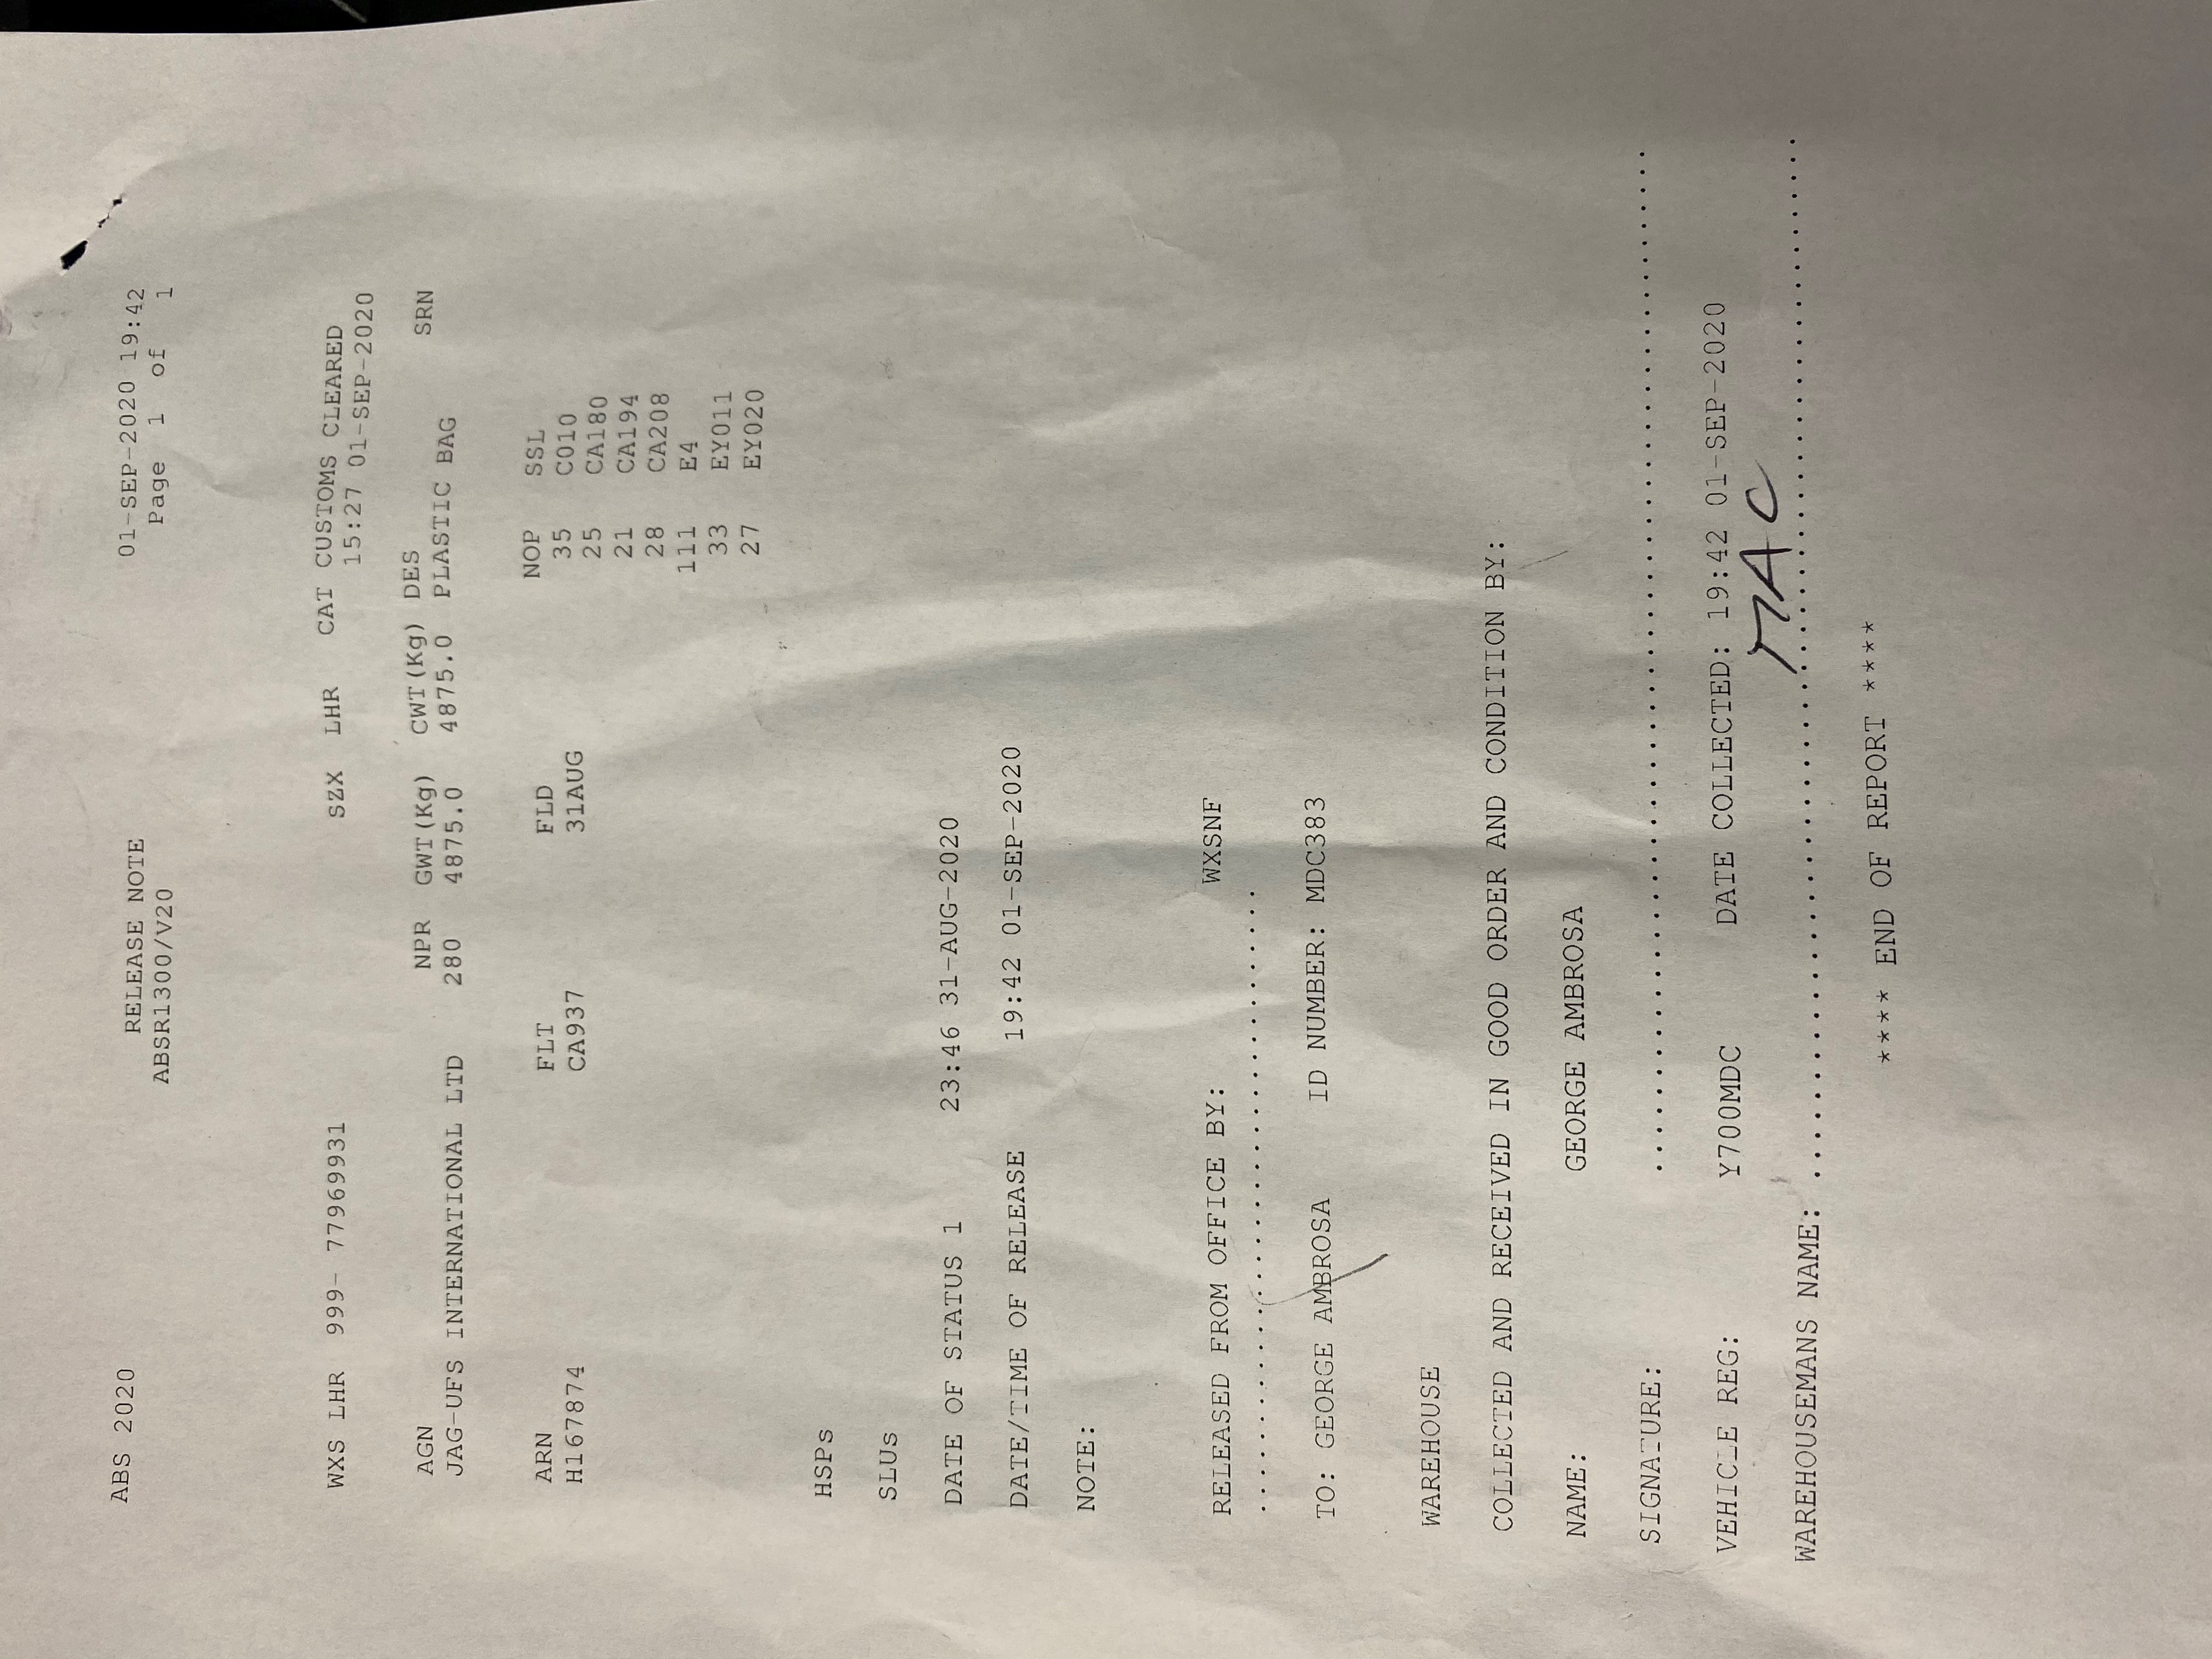 ABS 2020 RELEASE NOTE 01-SEP-2020 19:42
ABSR1300/V20 Page 1 of 1
WXS LHR 999- 77969931 SZX LHR CAT CUSTOMS CLEARED
15:27 01-SEP-2020
AGN NPR GWT(Kg) CWT(Kg) DES SRN
JAG-UFS INTERNATIONAL LTD 280 4875.0 4875.0 PLASTIC BAG
ARN FLT FLD NOP SSL
H167874 CA937 31AUG 35 C010
25 CA180
21 CA194
28 CA208
111 E4
33 EY011
27 EY020
HSPs
SLUs
DATE OF STATUS 1 23:46 31-AUG-2020
DATE/TIME OF RELEASE 19:42 01-SEP-2020
NOTE:
RELEASED FROM OFFICE BY: WXSNF
TO: GEORGE AMBROSA ID NUMBER: MDC383
WAREHOUSE
COLLECTED AND RECEIVED IN GOOD ORDER AND CONDITION BY:
NAME: GEORGE AMBROSA
SIGNATURE:
VEHICLE REG: Y700MDC DATE COLLECTED: 19:42 01-SEP-2020
WAREHOUSEMANS NAME:
**** END OF REPORT ****